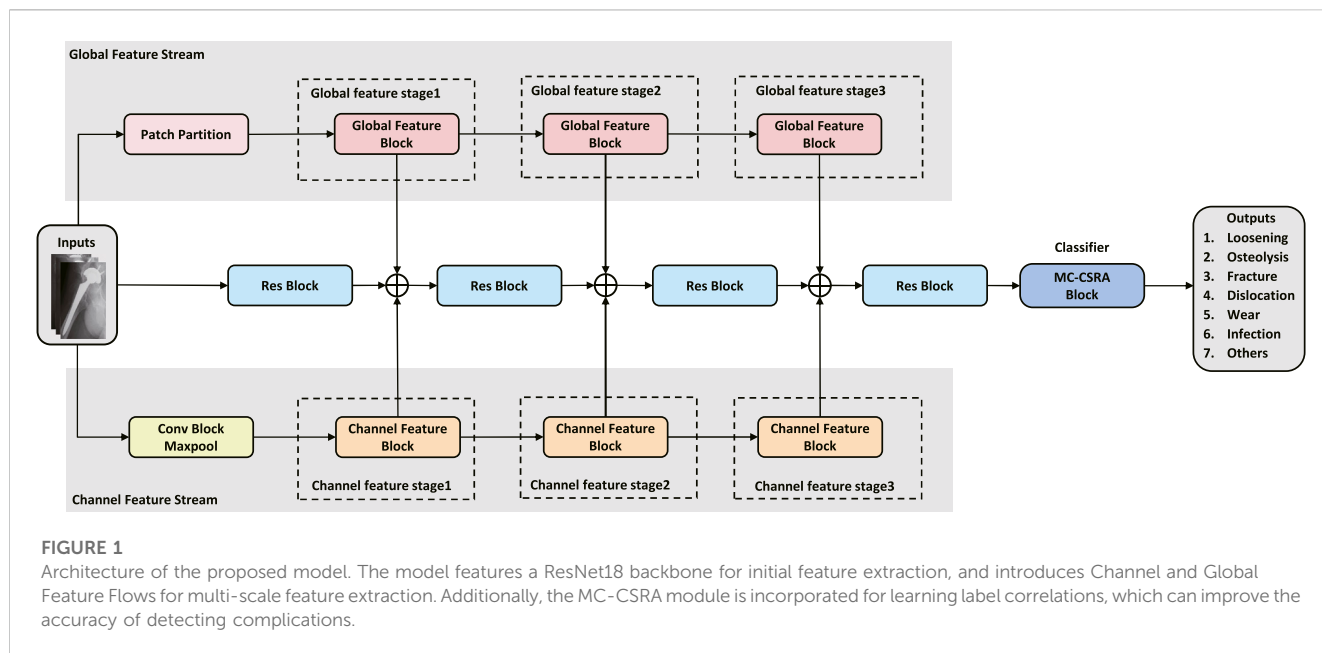 Global Feature Stream
Global feature stage1
Global feature stage2
Global feature stage3
Patch Partition
Global Feature
Block
Global Feature
Block
Global Feature
Block
Inputs
Res Block
Res Block
Res Block
Res Block
Classifier
MC-CSRA
Block
Outputs
1. Loosening
2. Osteolysis
3. Fracture
4. Dislocation
5. Wear
6. Infection
7. Others
Conv Block
Maxpool
Channel Feature
Block
Channel Feature
Block
Channel Feature
Block
Channel feature stage1
Channel feature stage2
Channel feature stage3
Channel Feature Stream
FIGURE 1
Architecture of the proposed model. The model features a ResNet18 backbone for initial feature extraction, and introduces Channel and Global
Feature Flows for multi-scale feature extraction. Additionally, the MC-CSRA module is incorporated for learning label correlations, which can improve the
accuracy of detecting complications.